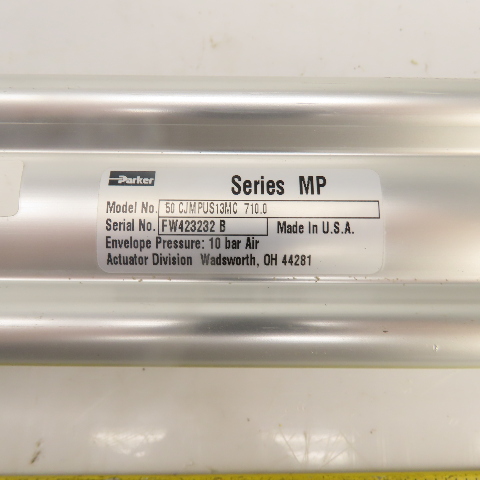 Parker
Series MP
Model No. 50 CJMPUS13MC 710.0
Serial No. FW423232 B Made In U.S.A.
Envelope Pressure: 10 bar Air
Actuator Division Wadsworth, OH 44281